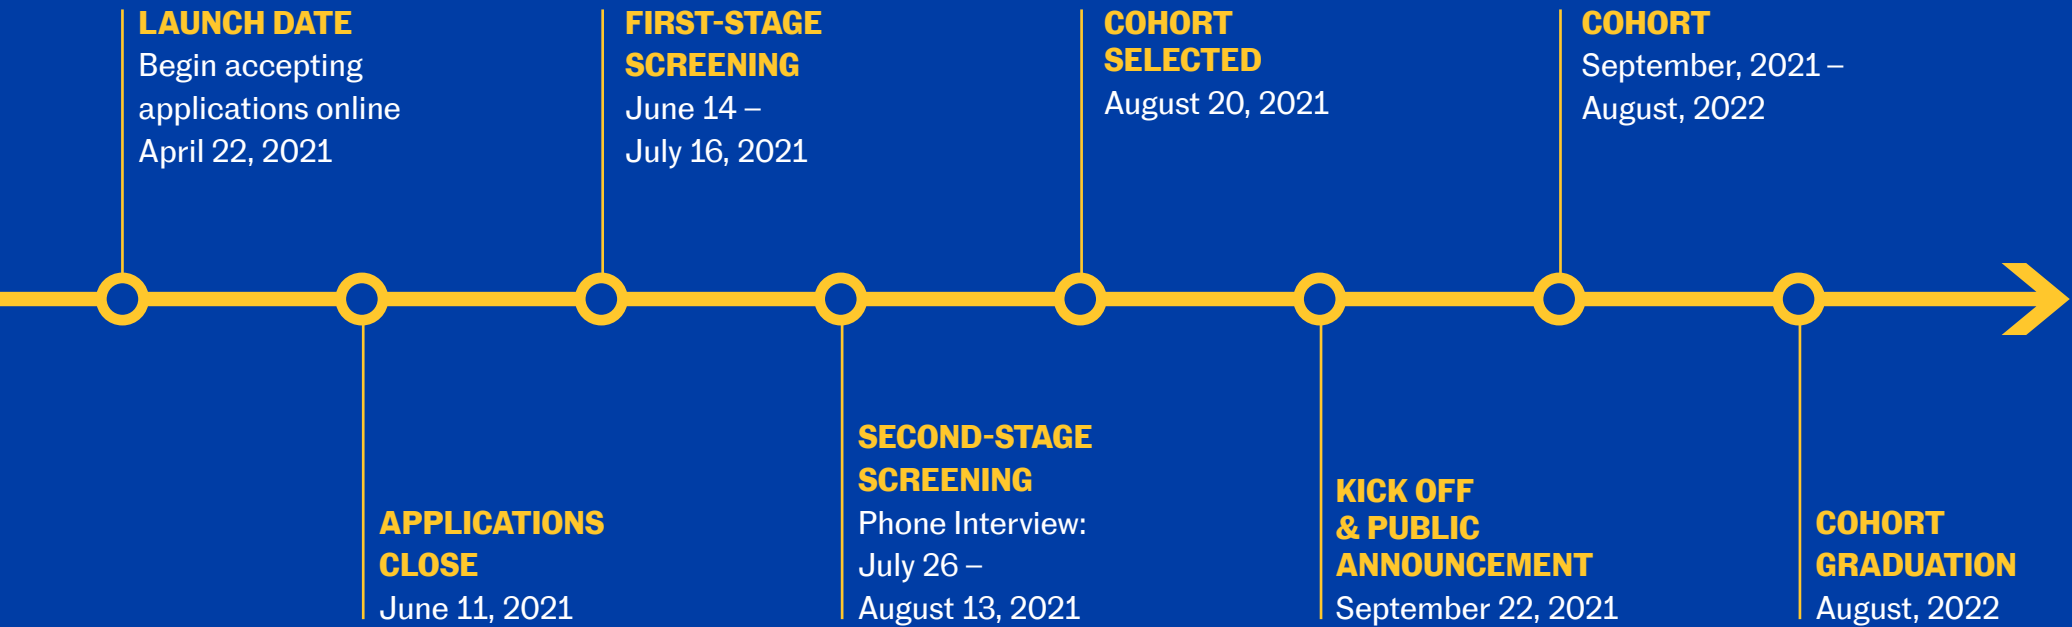 LAUNCH DATE
Begin accepting
applications online
April 22, 2021
APPLICATIONS
CLOSE
June 11, 2021
FIRST-STAGE
SCREENING
June 14 –
July 16, 2021
SECOND-STAGE
SCREENING
Phone Interview:
July 26 –
August 13, 2021
COHORT
SELECTED
August 20, 2021
KICK OFF
& PUBLIC
ANNOUNCEMENT
September 22, 2021
COHORT
September, 2021 –
August, 2022
COHORT
GRADUATION
August, 2022